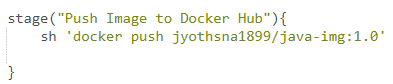 stage("Push Image to Docker Hub"){
sh 'docker push jyothsna1899/java-img:1.0'
}